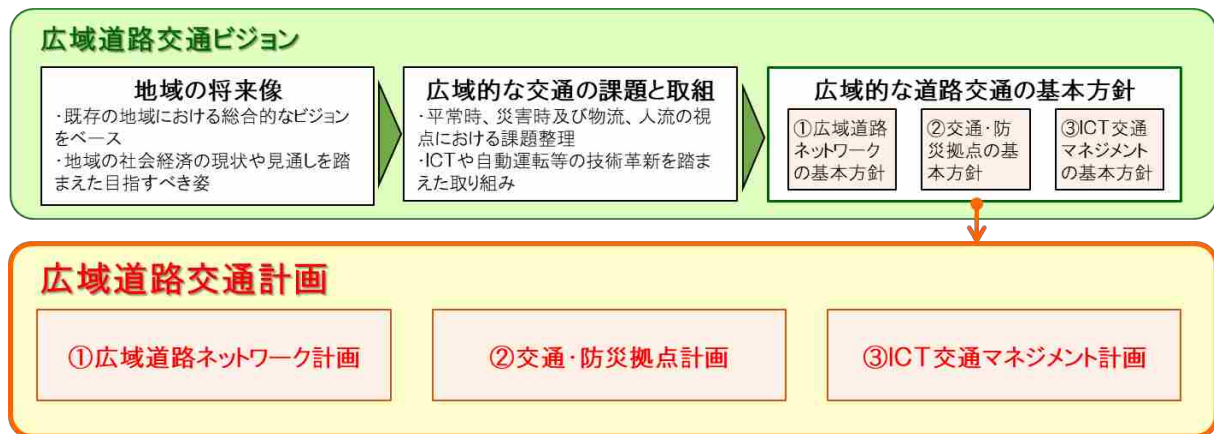 広域道路交通ビジョン
地域の将来像
・既存の地域における総合的なビジョン
をベース
・地域の社会経済の現状や見通しを踏
まえた目指すべき姿
広域的な交通の課題と取組
・平常時、災害時及び物流、人流の視
点における課題整理
・ICTや自動運転等の技術革新を踏ま
えた取り組み
広域的な道路交通の基本方針
①広域道路
ネットワーク
の基本方針
②交通・防
災拠点の基
本方針
③ICT交通
マネジメント
の基本方針
広域道路交通計画
①広域道路ネットワーク計画
②交通・防災拠点計画
③ICT交通マネジメント計画